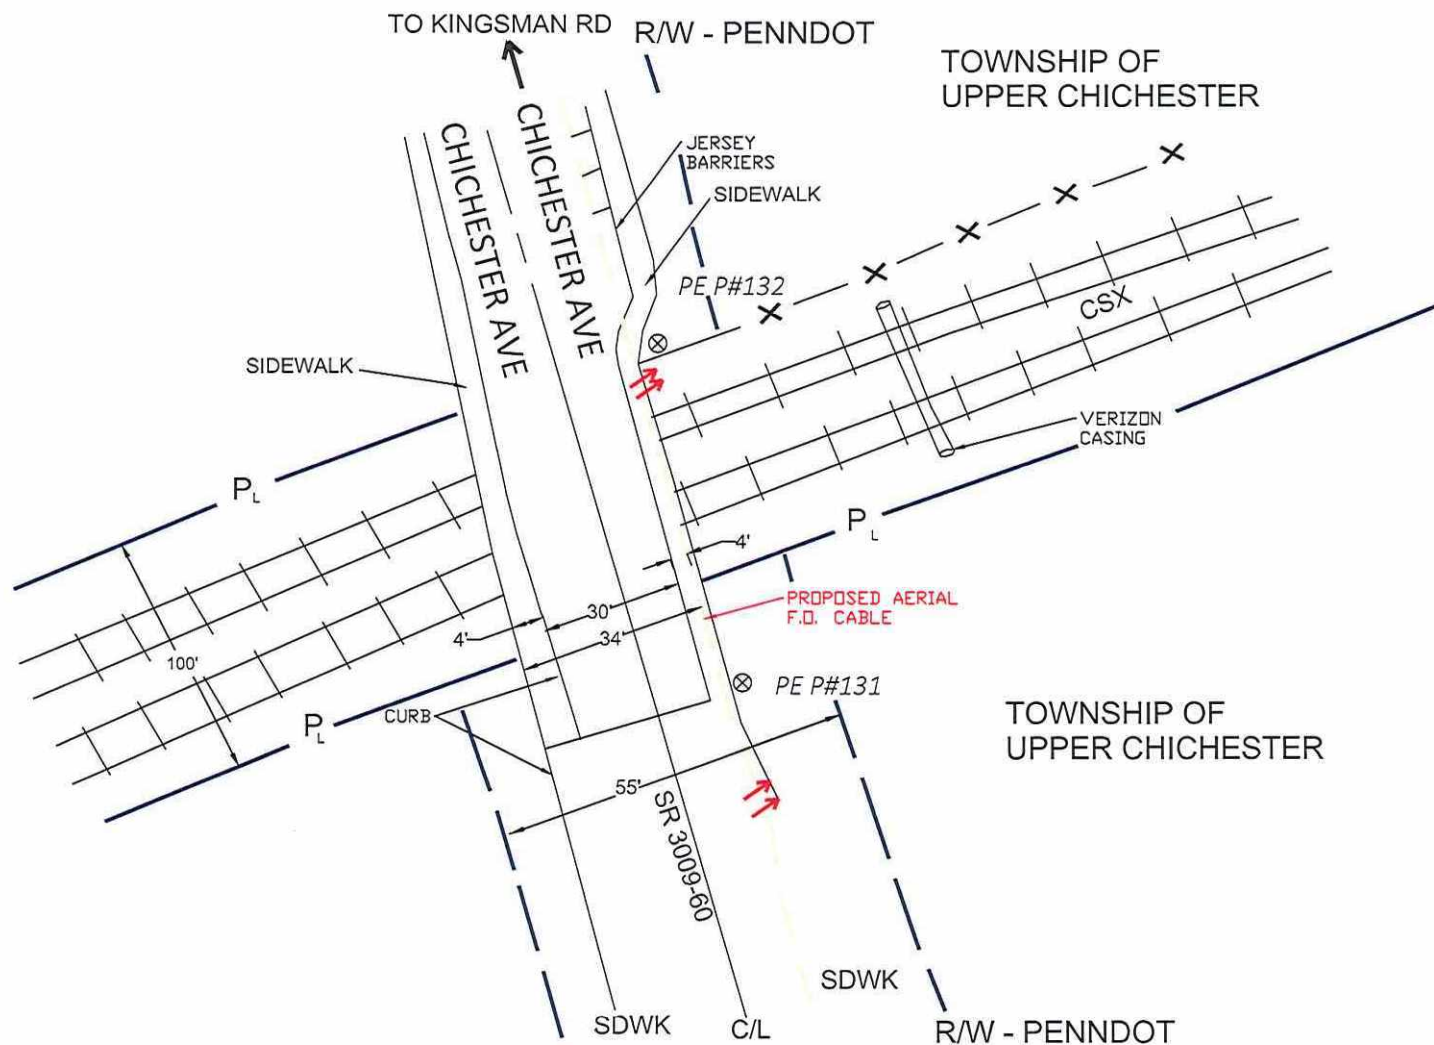 TO KINGSMAN RD
R/W - PENNDOT
TOWNSHIP OF
UPPER CHICHESTER
CHICHESTER AVE
CHICHESTER AVE
JERSEY
BARRIERS
SIDEWALK
PE P#132
CSX
SIDEWALK
VERIZON
CASING
PL
PL
4'
PROPOSED AERIAL
F.O. CABLE
30'
4'
34'
100'
PE P#131
CURB
PL
TOWNSHIP OF
UPPER CHICHESTER
55'
SR 3009-60
SDWK
SDWK
C/L
R/W - PENNDOT